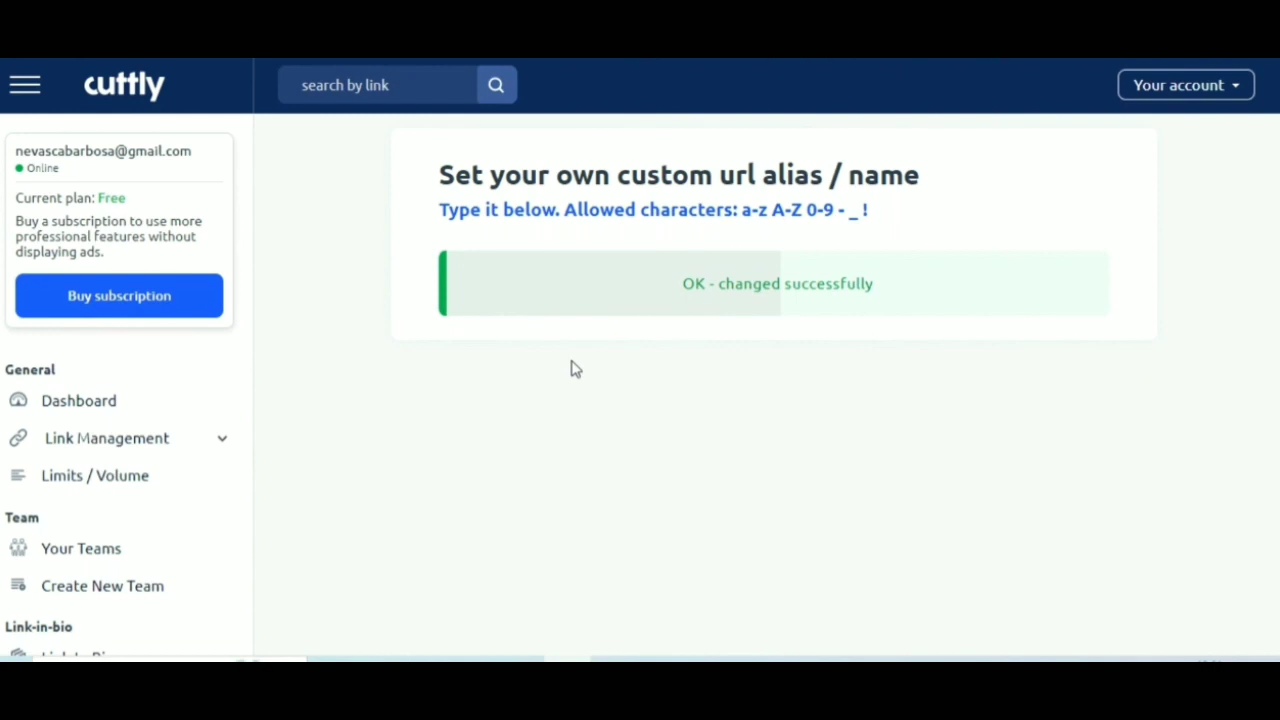 cuttly
search by link
Your account
nevascabarbosa@gmail.com
Online
Current plan: Free
Buy a subscription to use more
professional features without
displaying ads.
Buy subscription
General
Dashboard
Link Management
Limits / Volume
Team
Your Teams
Create New Team
Link-in-bio
Set your own custom url alias / name
Type it below. Allowed characters: a-z A-Z 0-9 - _ !
OK - changed successfully